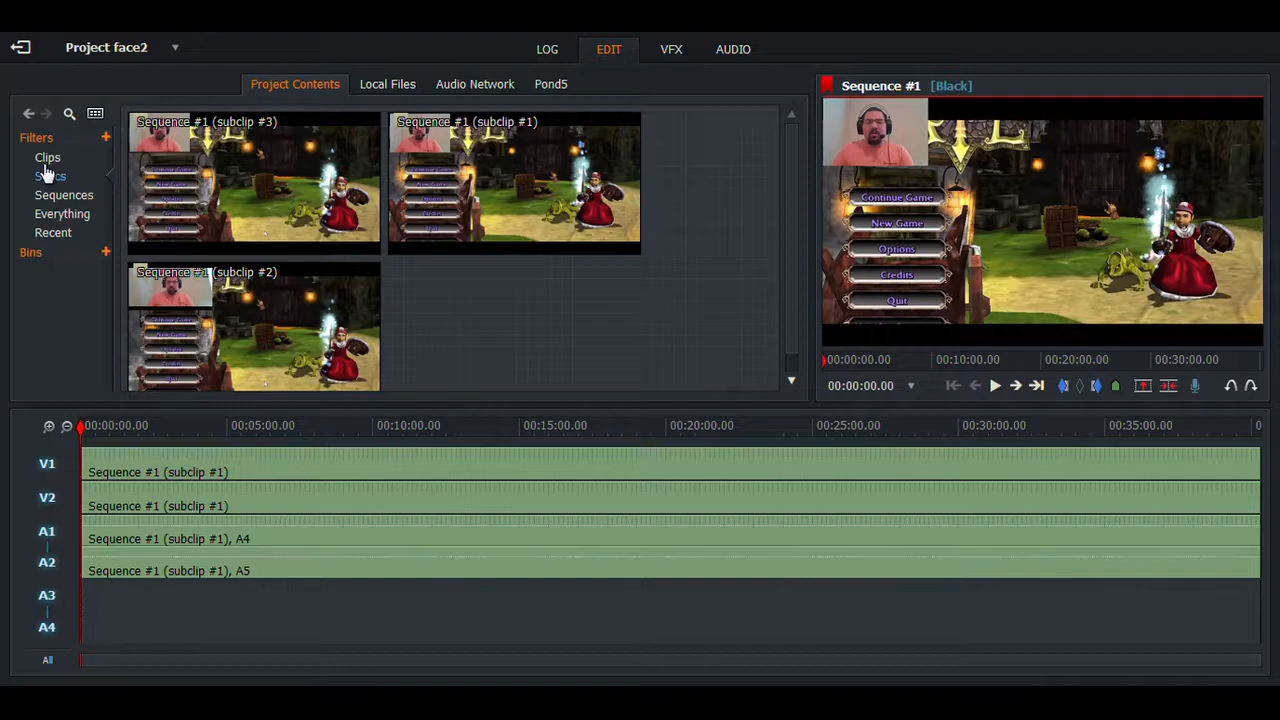 Project face2
LOG
EDIT
VFX
AUDIO
Project Contents
Local Files
Audio Network
Pond5
Filters
Clips
Sequences
Everything
Recent
Bins
Sequence #1 (subclip #3)
Sequence #1 (subclip #1)
Sequence #1 (subclip #2)
Sequence #1 [Black]
Continue Game
New Game
Options
Credits
Quit
00:00:00.00
00:10:00.00
00:20:00.00
00:30:00.00
00:00:00.00
00:00:00.00
00:05:00.00
00:10:00.00
00:15:00.00
00:20:00.00
00:25:00.00
00:30:00.00
00:35:00.00
0
V1
Sequence #1 (subclip #1)
V2
Sequence #1 (subclip #1)
A1
Sequence #1 (subclip #1), A4
A2
Sequence #1 (subclip #1), A5
A3
A4
All